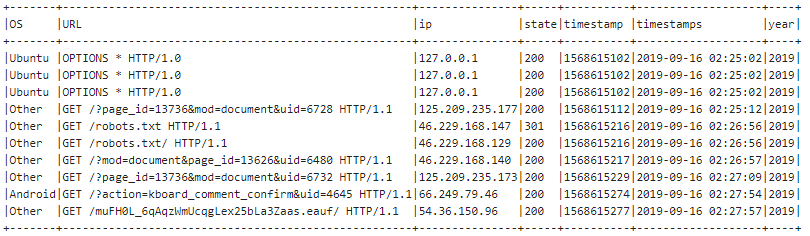 +-------+--------------------------------------------------+---------------+-----+----------+-------------------+----+
|OS     |URL                                               |ip             |state|timestamp |timestamps         |year|
+-------+--------------------------------------------------+---------------+-----+----------+-------------------+----+
|Ubuntu |OPTIONS * HTTP/1.0                                |127.0.0.1      |200  |1568615102|2019-09-16 02:25:02|2019|
|Ubuntu |OPTIONS * HTTP/1.0                                |127.0.0.1      |200  |1568615102|2019-09-16 02:25:02|2019|
|Ubuntu |OPTIONS * HTTP/1.0                                |127.0.0.1      |200  |1568615102|2019-09-16 02:25:02|2019|
|Other  |GET /?page_id=13736&mod=document&uid=6728 HTTP/1.1|125.209.235.177|200  |1568615112|2019-09-16 02:25:12|2019|
|Other  |GET /robots.txt HTTP/1.1                          |46.229.168.147 |301  |1568615216|2019-09-16 02:26:56|2019|
|Other  |GET /robots.txt/ HTTP/1.1                         |46.229.168.129 |200  |1568615216|2019-09-16 02:26:56|2019|
|Other  |GET /?mod=document&page_id=13626&uid=6480 HTTP/1.1|46.229.168.140 |200  |1568615217|2019-09-16 02:26:57|2019|
|Other  |GET /?page_id=13736&mod=document&uid=6732 HTTP/1.1|125.209.235.173|200  |1568615229|2019-09-16 02:27:09|2019|
|Android|GET /?action=kboard_comment_confirm&uid=4645 HTTP/1.1|66.249.79.46   |200  |1568615274|2019-09-16 02:27:54|2019|
|Other  |GET /muFH0L_6qAqzWmUcqgLex25bLa3Zaas.eauf/ HTTP/1.1|54.36.150.96   |200  |1568615277|2019-09-16 02:27:57|2019|
+-------+--------------------------------------------------+---------------+-----+----------+-------------------+----+